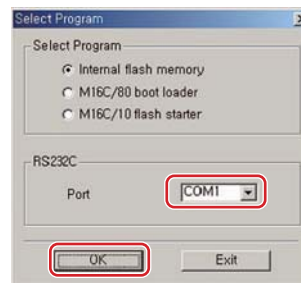 Select Program
Select Program
Internal flash memory
M16C/80 boot loader
M16C/10 flash starter
RS232C
Port
COM1
OK
Exit